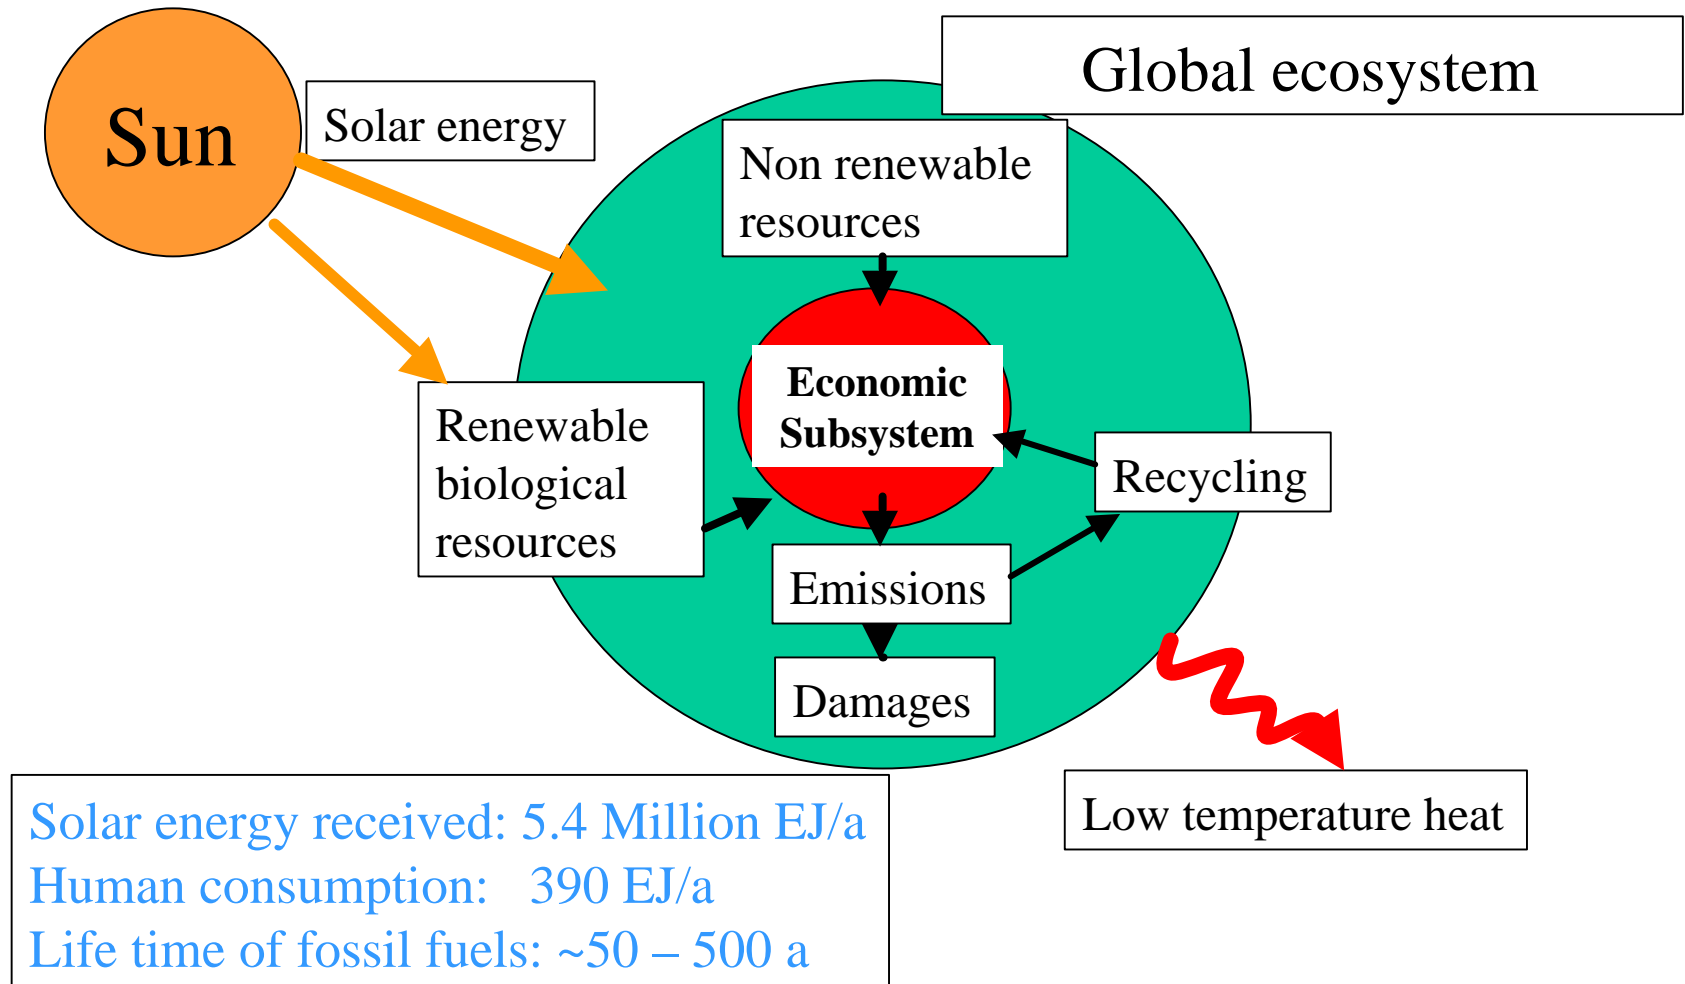 Global ecosystem
Sun
Solar energy
Non renewable
resources
Economic
Subsystem
Renewable
biological
resources
Recycling
Emissions
Damages
Low temperature heat
Solar energy received: 5.4 Million EJ/a
Human consumption: 390 EJ/a
Life time of fossil fuels: ~50 – 500 a